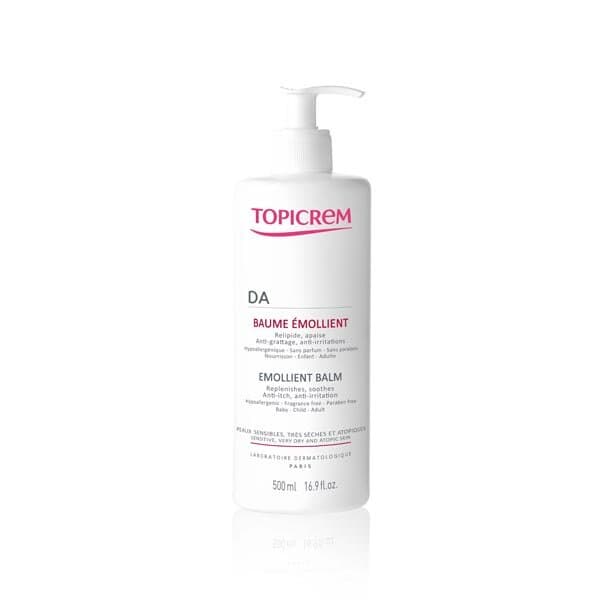 TOPICREM
DA
BAUME ÉMOLLIENT
Relipide, apaise
Anti-grattage, anti-irritations
Hypoallergénique - Sans parfum - Sans paraben
Nourrisson - Enfant - Adulte
EMOLLIENT BALM
Replenishes, soothes
Anti-itch, anti-irritation
Hypoallergenic - Fragrance free - Paraben free
Baby - Child - Adult
PEAUX SENSIBLES, TRÈS SÈCHES ET ATOPIQUES
SENSITIVE, VERY DRY AND ATOPIC SKIN
LABORATOIRE DERMATOLOGIQUE
PARIS
500 ml 16.9 fl.oz.